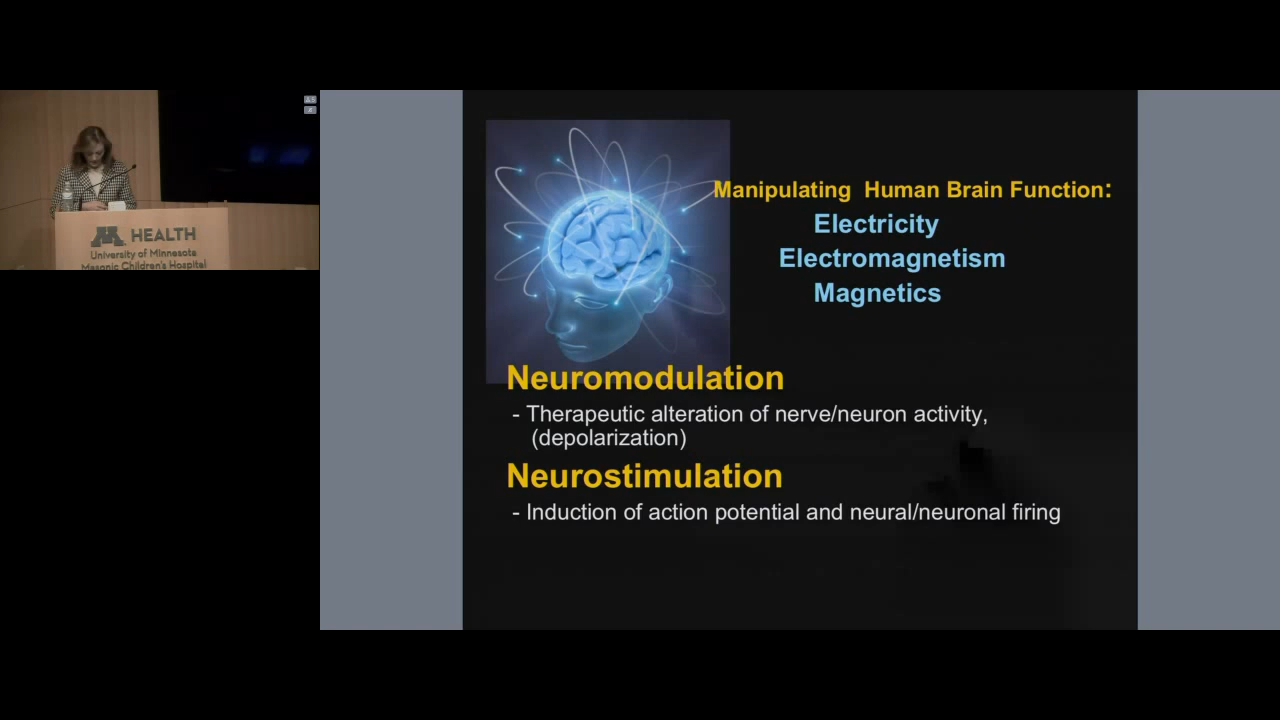 HEALTH
University of Minnesota
Masonic Children's Hospital
Manipulating Human Brain Function:
Electricity
Electromagnetism
Magnetics
Neuromodulation
- Therapeutic alteration of nerve/neuron activity,
(depolarization)
Neurostimulation
- Induction of action potential and neural/neuronal firing